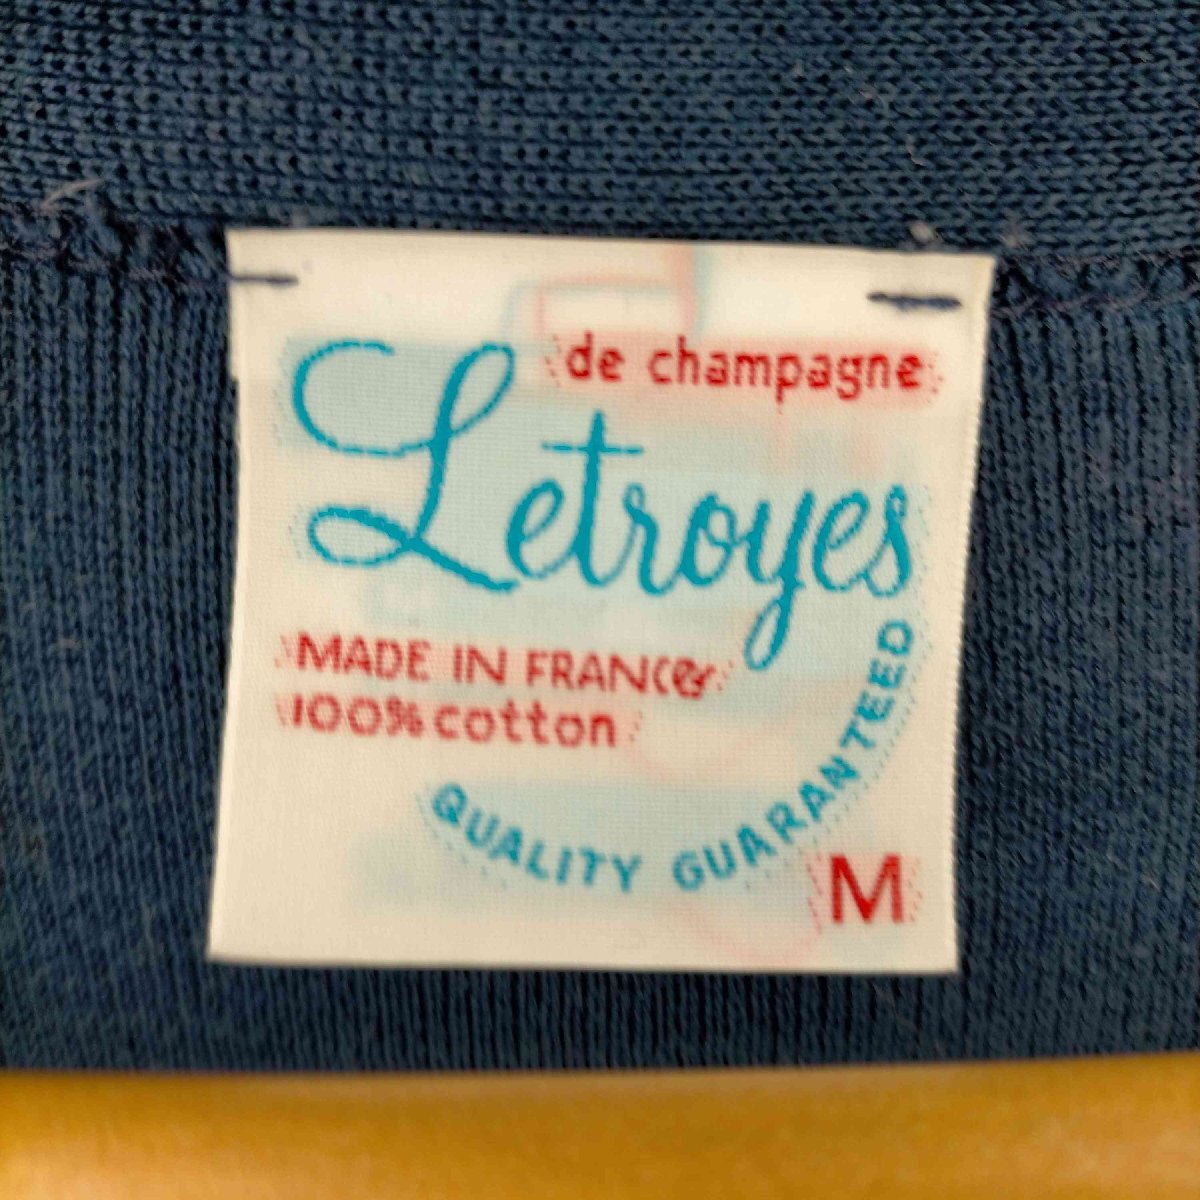 de champagne
Letroyes
MADE IN FRANCE
100% cotton
QUALITY GUARANTEED
M